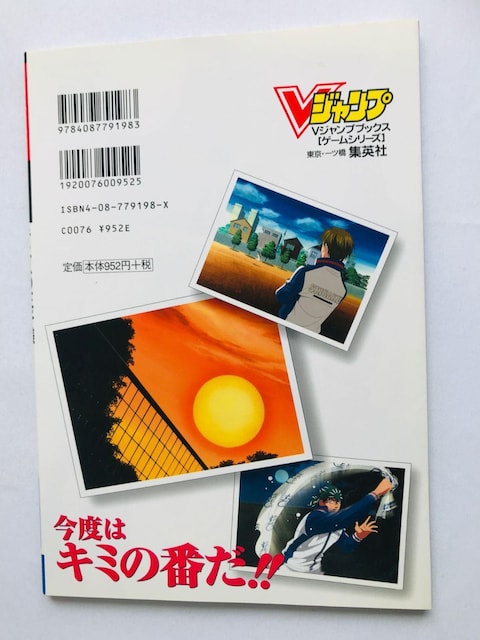 9784087791983
1920076009525
ISBN4-08-779198-X
C0076 ¥952E
定価 本体952円+税
Vジャンプ
Vジャンプブックス
[ゲームシリーズ]
東京・一ツ橋 集英社
今度は
キミの番だ!!